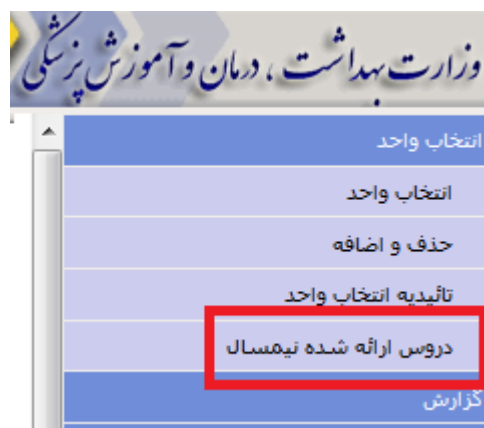 وزارت بهداشت ، درمان و آموزش پزشکی
انتخاب واحد
انتخاب واحد
حذف و اضافه
تائیدیه انتخاب واحد
دروس ارائه شده نیمسال
گزارش